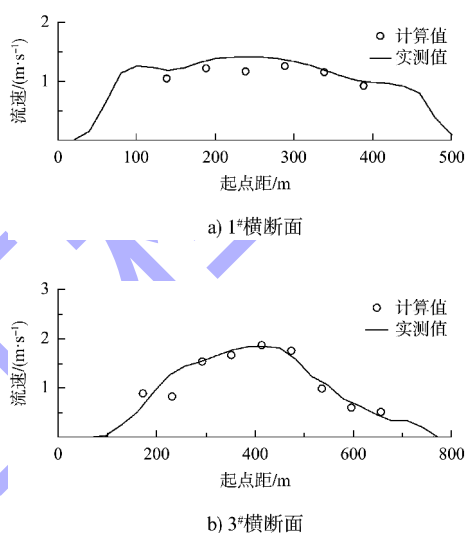 2
○ 计算值
— 实测值
流速/(m·s⁻¹)
1
0 100 200 300 400 500
起点距/m
a) 1#横断面
3
○ 计算值
— 实测值
2
流速/(m·s⁻¹)
1
0 200 400 600 800
起点距/m
b) 3#横断面